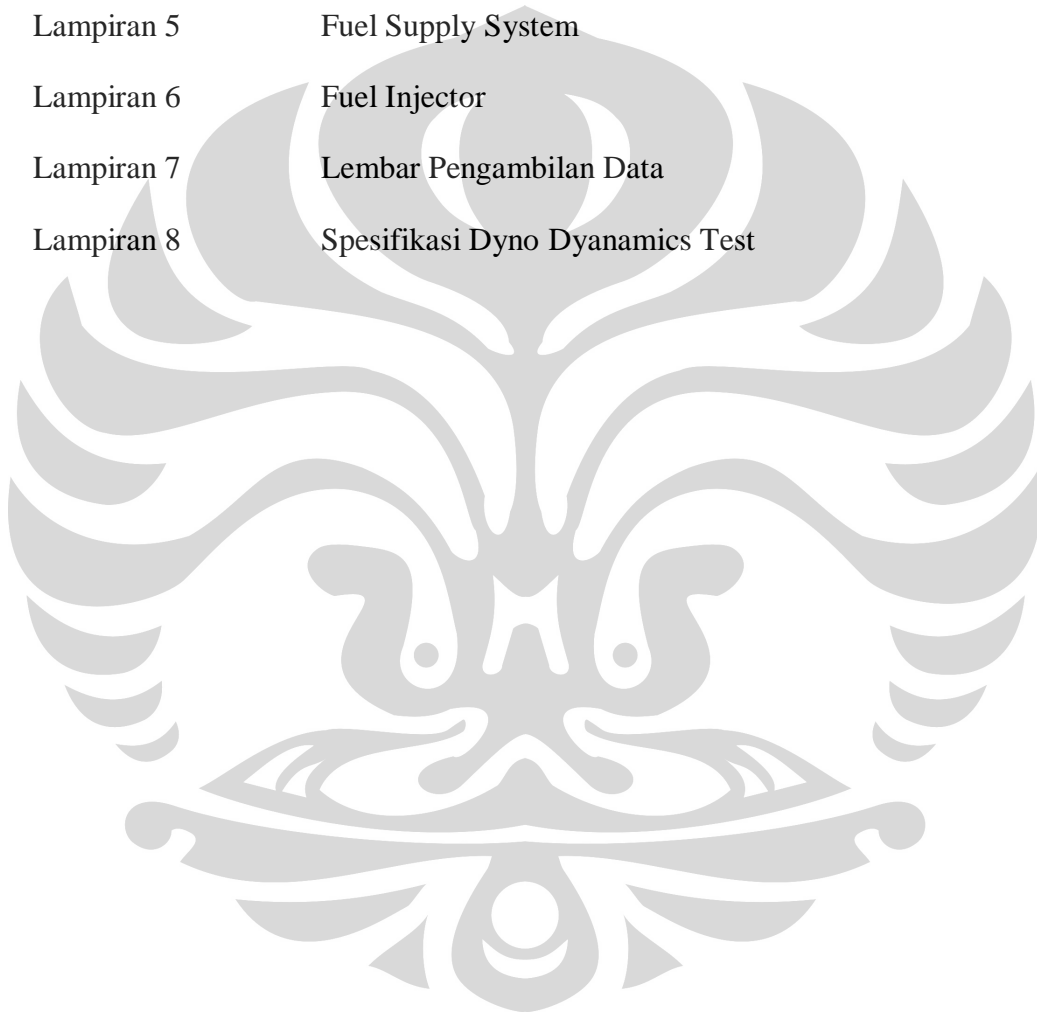 Lampiran 5 Fuel Supply System
Lampiran 6 Fuel Injector
Lampiran 7 Lembar Pengambilan Data
Lampiran 8 Spesifikasi Dyno Dyanamics Test